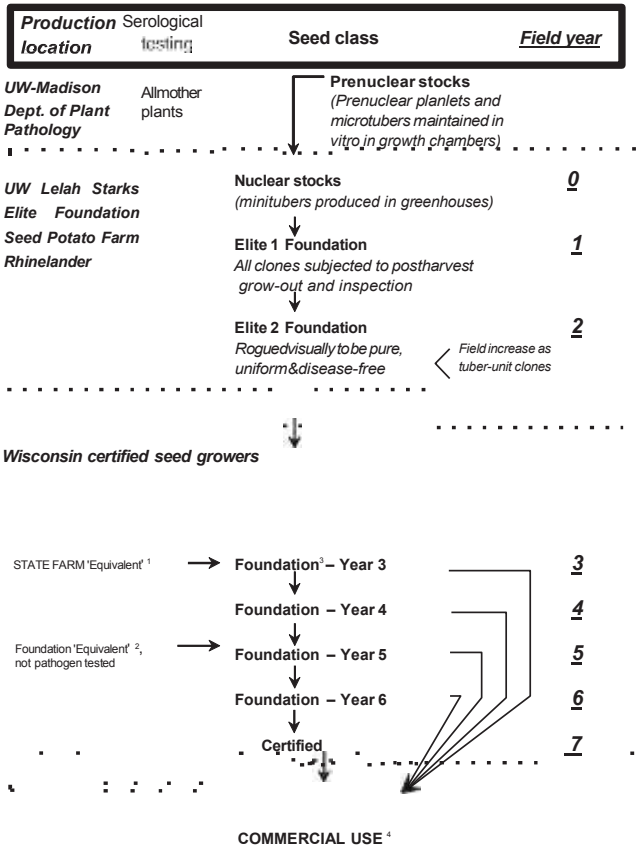 Production Serological
location testing Seed class Field year
UW-Madison Allmother Prenuclear stocks
Dept. of Plant plants (Prenuclear planlets and
Pathology microtubers maintained in
vitro in growth chambers)
UW Lelah Starks Nuclear stocks 0
Elite Foundation (minitubers produced in greenhouses)
Seed Potato Farm Elite 1 Foundation 1
Rhinelander All clones subjected to postharvest
grow-out and inspection
Elite 2 Foundation 2
Roguedvisuallytobe pure, Field increase as
uniform&disease-free tuber-unit clones
Wisconsin certified seed growers
STATE FARM 'Equivalent' 1 Foundation3 – Year 3 3
Foundation – Year 4 4
Foundation 'Equivalent' 2, Foundation – Year 5 5
not pathogen tested
Foundation – Year 6 6
Certified 7
COMMERCIAL USE 4